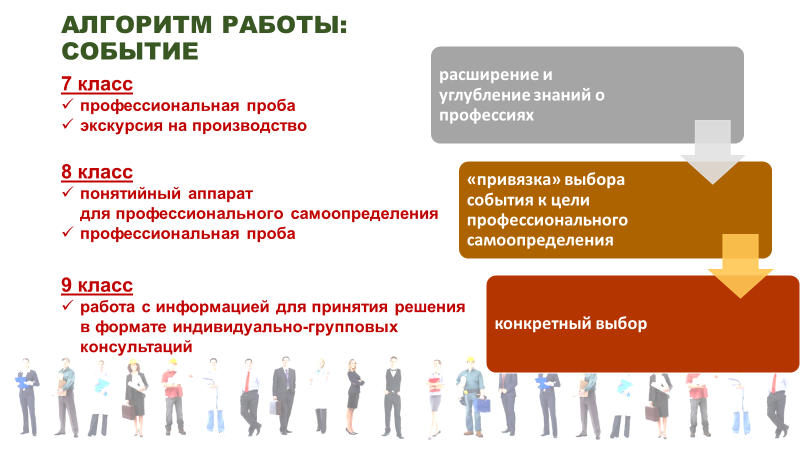 АЛГОРИТМ РАБОТЫ:
СОБЫТИЕ
7 класс
✓ профессиональная проба
✓ экскурсия на производство
8 класс
✓ понятийный аппарат
для профессионального самоопределения
✓ профессиональная проба
9 класс
✓ работа с информацией для принятия решения
в формате индивидуально-групповых
консультаций
расширение и
углубление знаний о
профессиях
«привязка» выбора
события к цели
профессионального
самоопределения
конкретный выбор